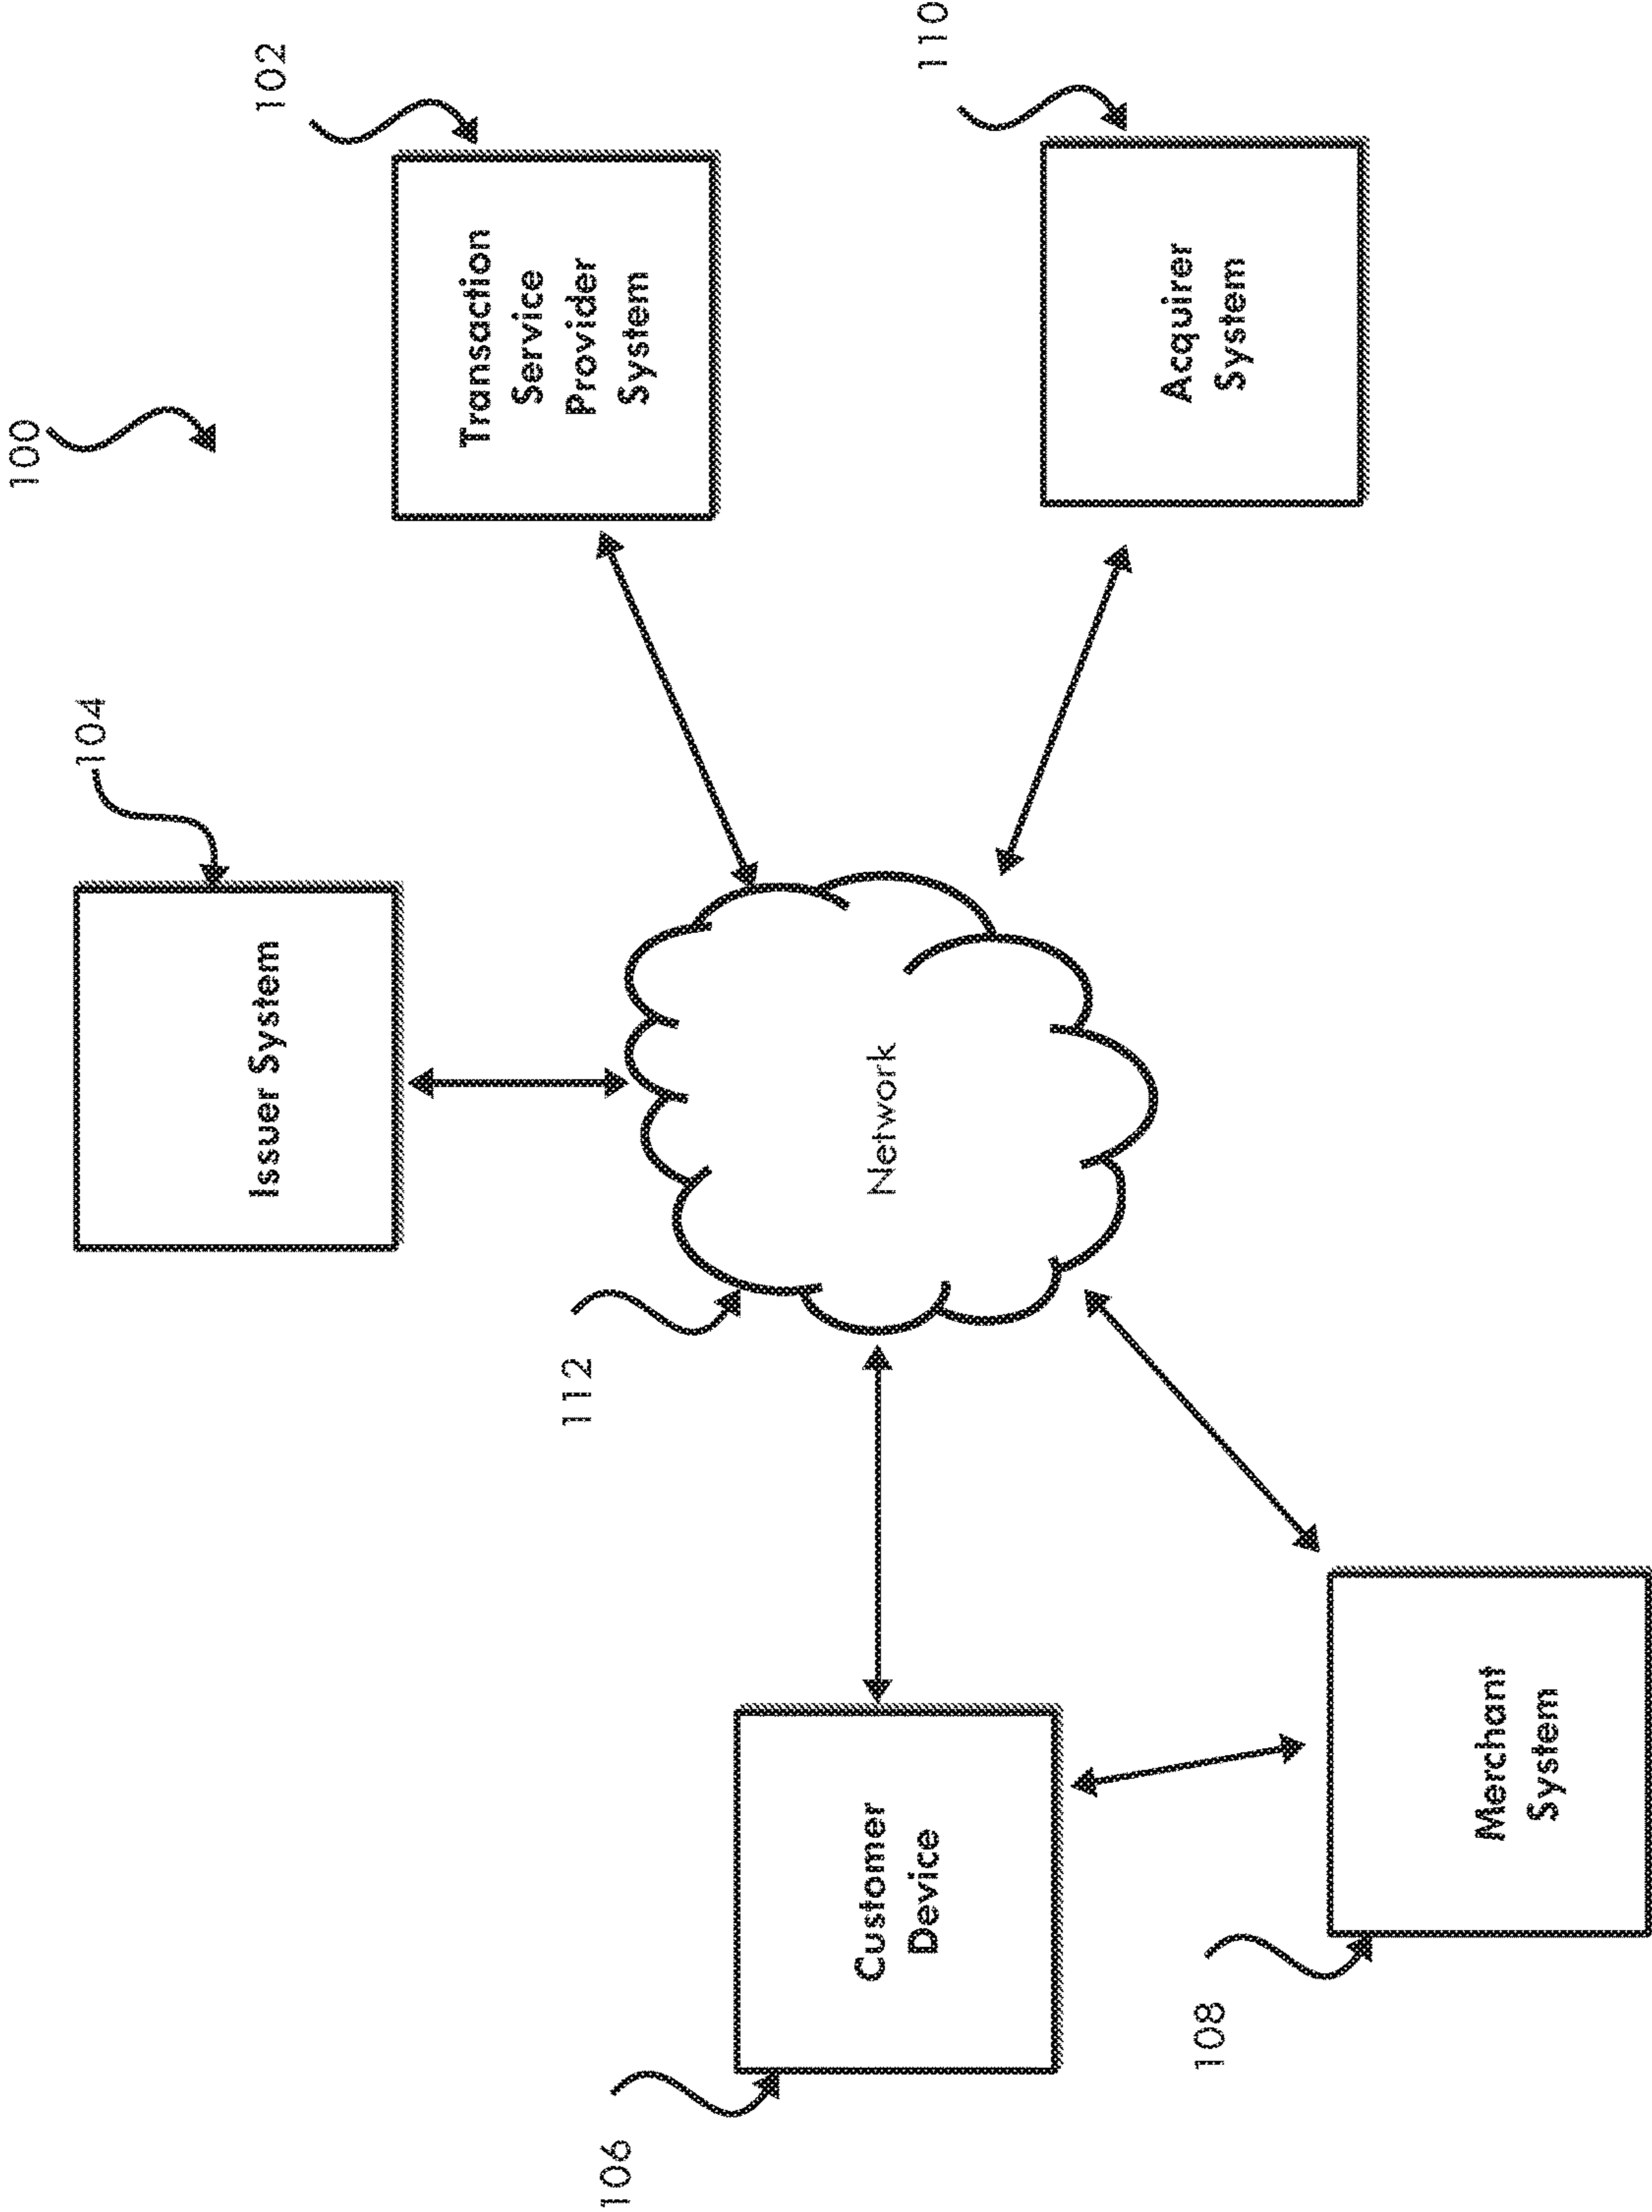 100
104
Issuer System
102
Transaction
Service
Provider
System
112
Network
106
Customer
Device
110
Acquirer
System
108
Merchant
System